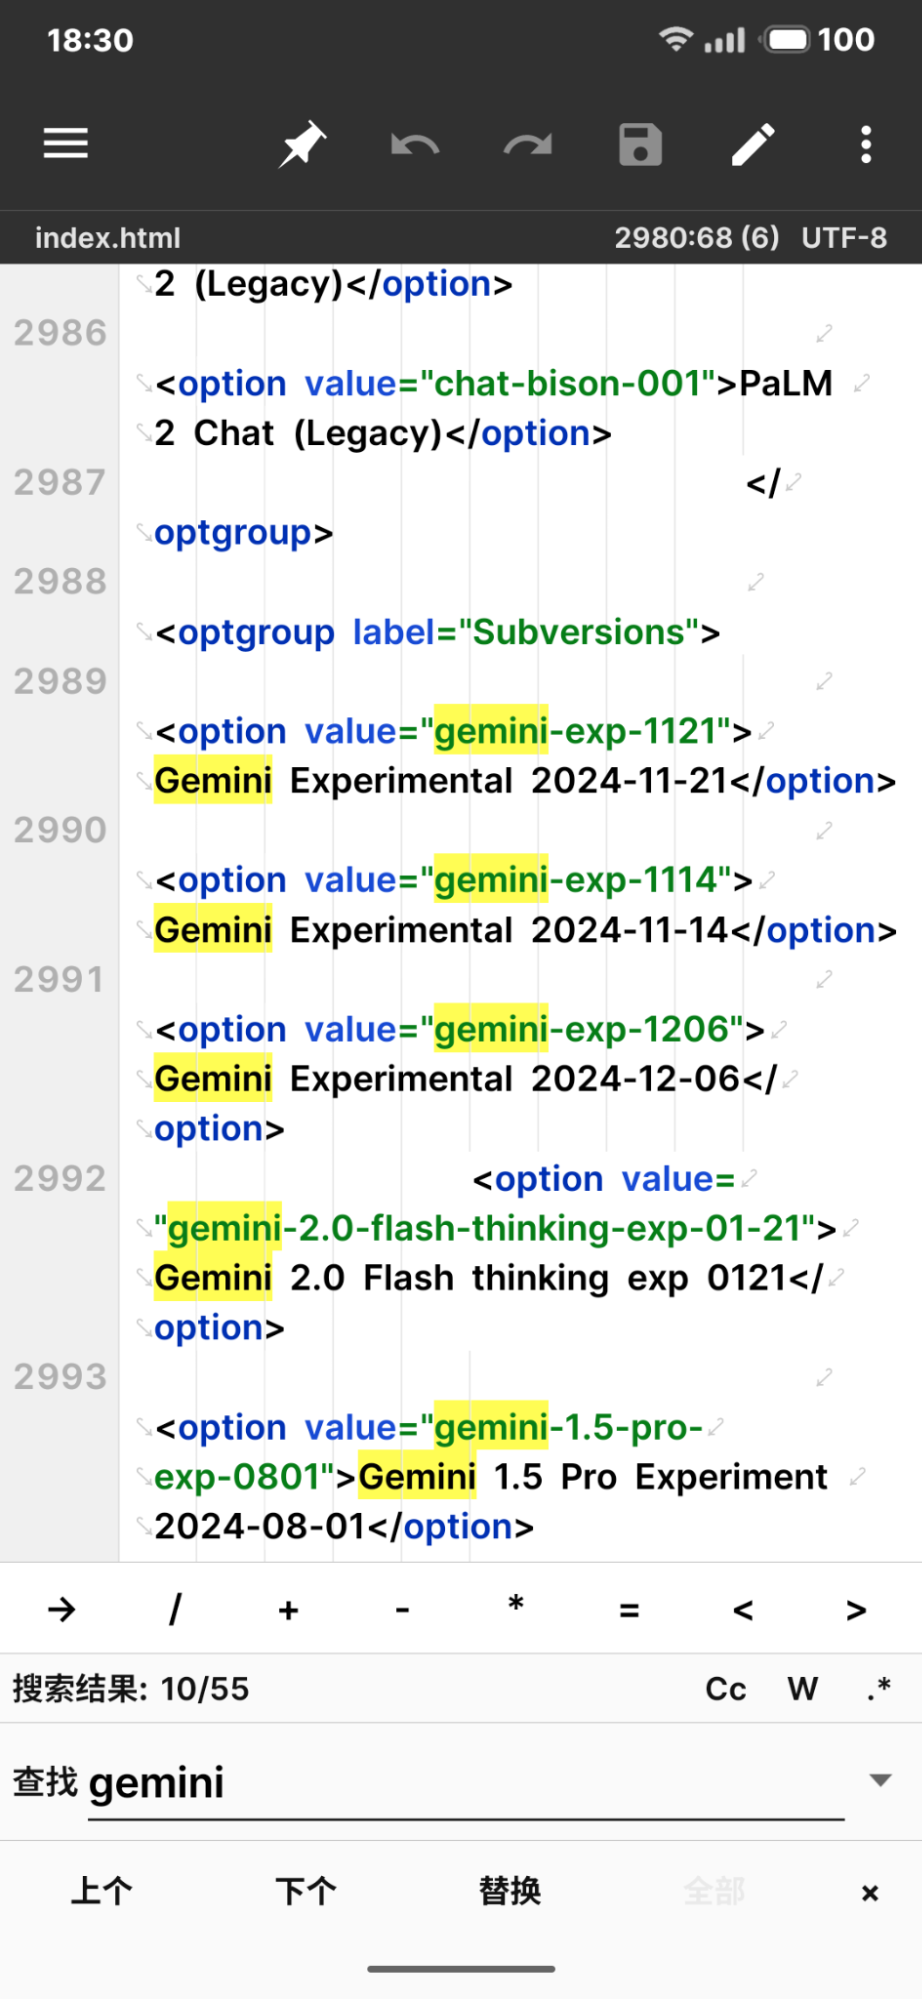 18:30 100
index.html 2980:68 (6) UTF-8
2 (Legacy)</option>
2986
<option value="chat-bison-001">PaLM
2 Chat (Legacy)</option>
2987 </
optgroup>
2988
<optgroup label="Subversions">
2989
<option value="gemini-exp-1121">
Gemini Experimental 2024-11-21</option>
2990
<option value="gemini-exp-1114">
Gemini Experimental 2024-11-14</option>
2991
<option value="gemini-exp-1206">
Gemini Experimental 2024-12-06</
option>
2992 <option value=
"gemini-2.0-flash-thinking-exp-01-21">
Gemini 2.0 Flash thinking exp 0121</
option>
2993
<option value="gemini-1.5-pro-
exp-0801">Gemini 1.5 Pro Experiment
2024-08-01</option>
→ / + - * = < >
搜索结果: 10/55 Cc W .*
查找 gemini
上个 下个 替换 全部 ×